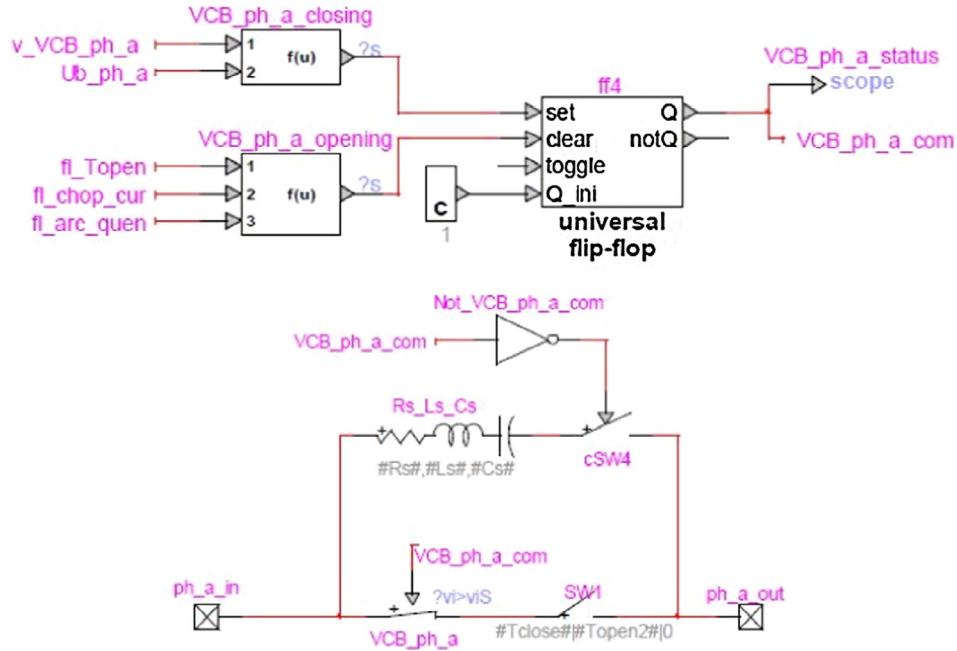 VCB_ph_a_closing
v_VCB_ph_a
1
f(u)
?s
Ub_ph_a
2
VCB_ph_a_status
scope
ff4
set
Q
clear
notQ
VCB_ph_a_com
toggle
Q_ini
universal
flip-flop
VCB_ph_a_opening
fl_Topen
1
fl_chop_cur
2
f(u)
?s
fl_arc_quen
3
c
1
Not_VCB_ph_a_com
VCB_ph_a_com
Rs_Ls_Cs
+
+
#Rs#,#Ls#,#Cs#
cSW4
VCB_ph_a_com
ph_a_in
+
?vi>viS
SW1
+
ph_a_out
VCB_ph_a
#Tclose#|#Topen2#|0